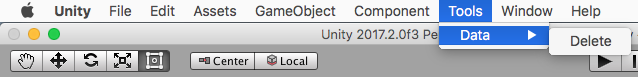 Unity File Edit Assets GameObject Component Tools Window Help
Unity 2017.2.0f3 Pe
Data
Delete
Center Local